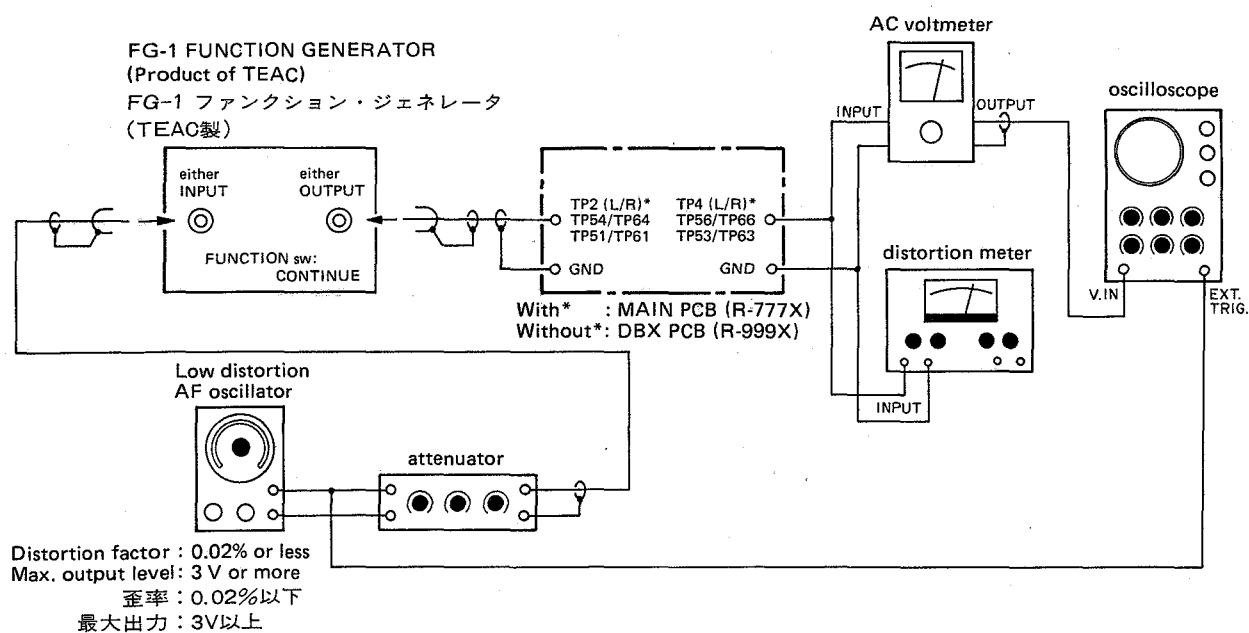 AC voltmeter
FG-1 FUNCTION GENERATOR
(Product of TEAC)
FG-1 ファンクション・ジェネレータ
(TEAC製)
INPUT
OUTPUT
oscilloscope
either
INPUT
either
OUTPUT
FUNCTION sw:
CONTINUE
TP2 (L/R)*
TP54/TP64
TP51/TP61
GND
TP4 (L/R)*
TP56/TP66
TP53/TP63
GND
With* : MAIN PCB (R-777X)
Without*: DBX PCB (R-999X)
distortion meter
INPUT
V.IN
EXT.
TRIG.
Low distortion
AF oscillator
attenuator
Distortion factor : 0.02% or less
Max. output level: 3 V or more
歪率 : 0.02%以下
最大出力 : 3V以上